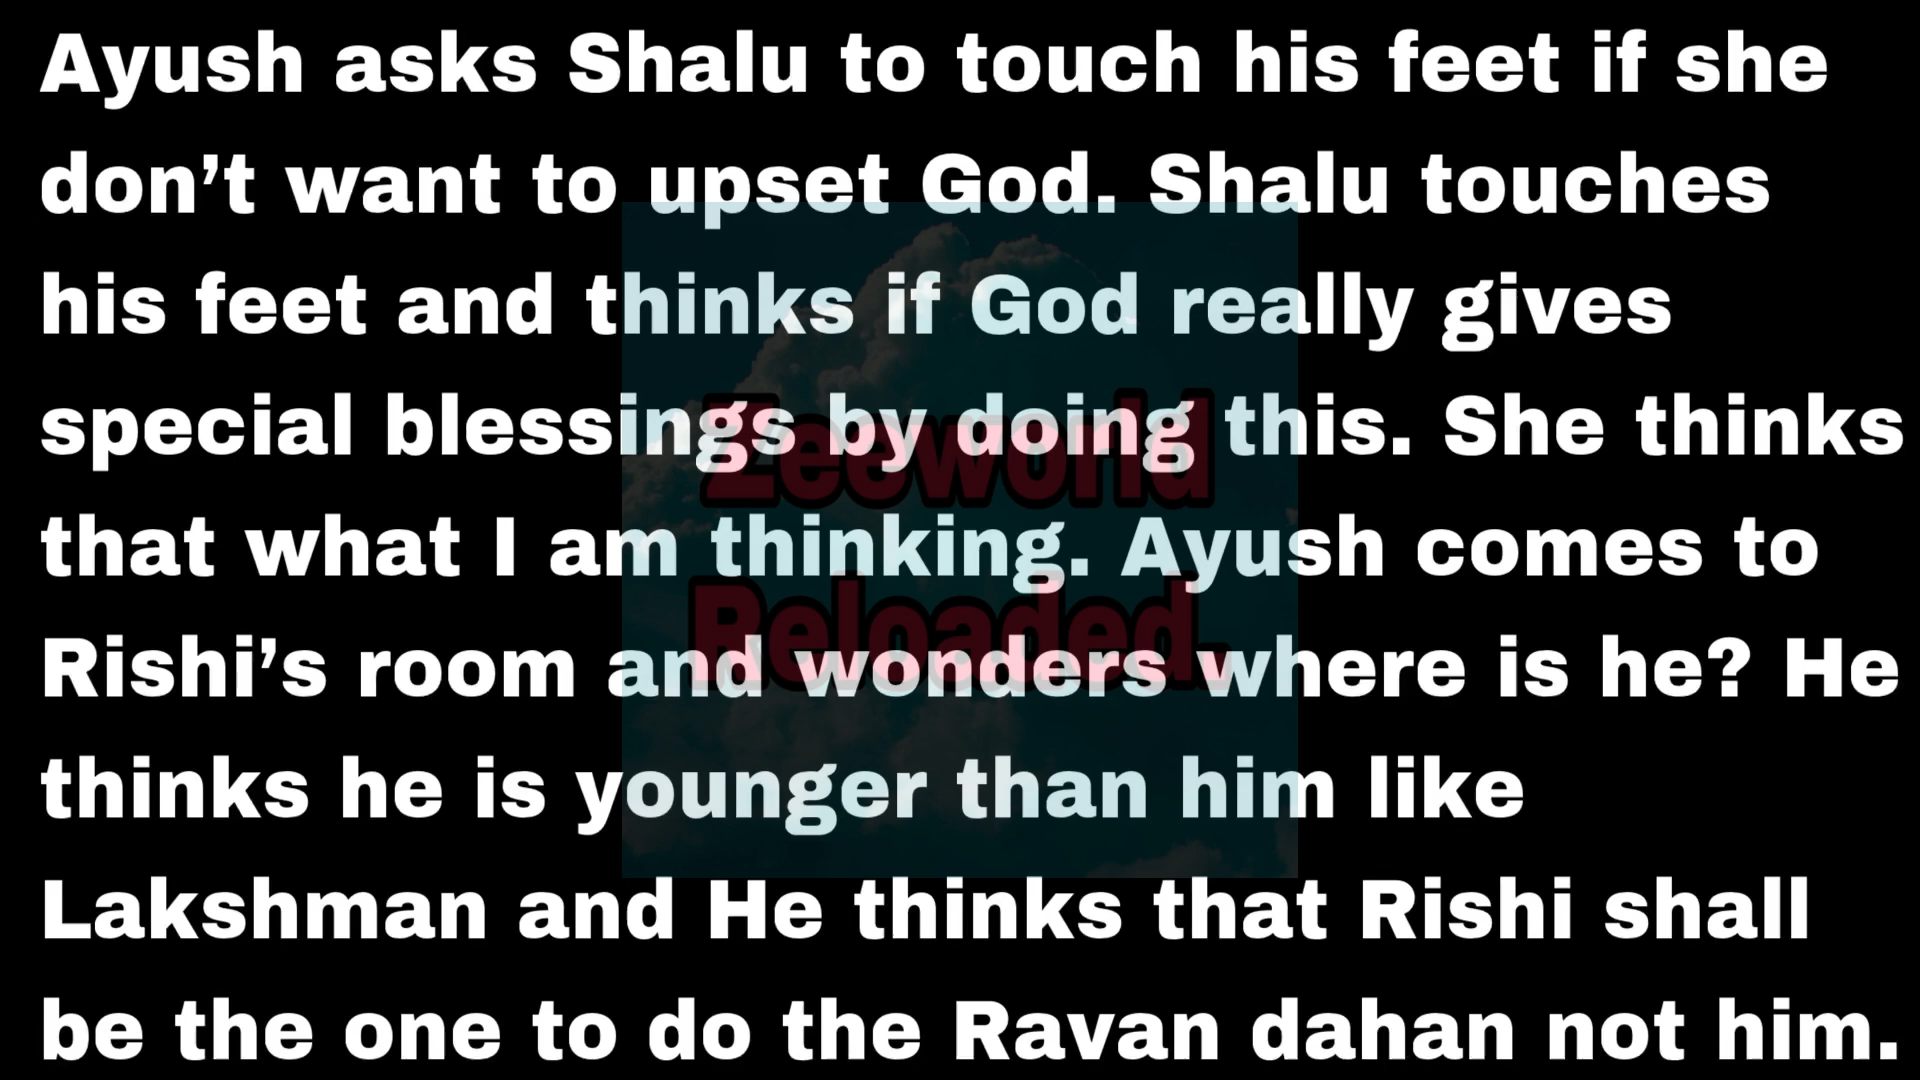 Ayush asks Shalu to touch his feet if she
don’t want to upset God. Shalu touches
his feet and thinks if God really gives
special blessings by doing this. She thinks
that what I am thinking. Ayush comes to
Rishi’s room and wonders where is he? He
thinks he is younger than him like
Lakshman and He thinks that Rishi shall
be the one to do the Ravan dahan not him.
Zeeworld
Reloaded.